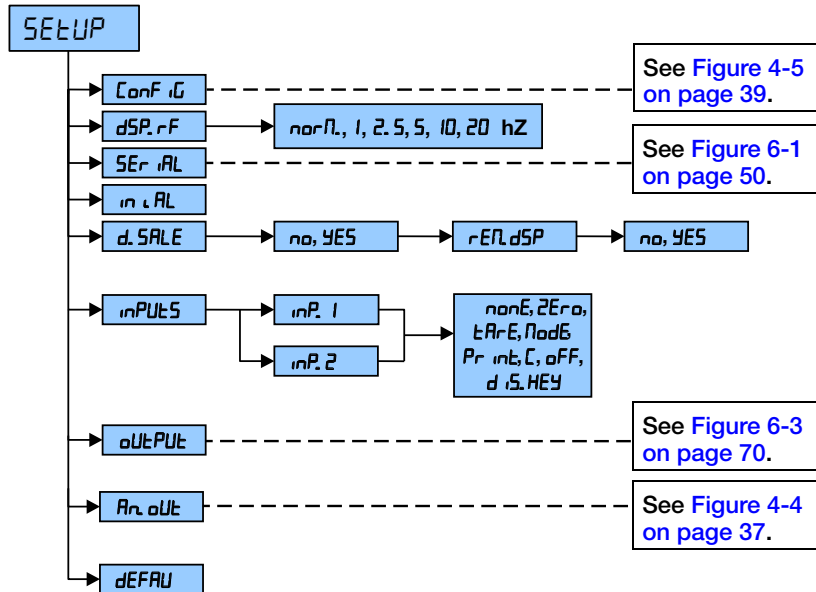 SEtUP
ConFiG
See Figure 4-5
on page 39.
dSP.rF
norM., 1, 2.5, 5, 10, 20 hZ
SEriAL
See Figure 6-1
on page 50.
iniAL
d.SALE
no, YES
rEM.dSP
no, YES
inPUtS
inP. 1
inP. 2
nonE, ZEro,
tArE, ModE
Print, C, oFF,
diS.HEY
oUtPUt
See Figure 6-3
on page 70.
An.oUt
See Figure 4-4
on page 37.
dEFAU